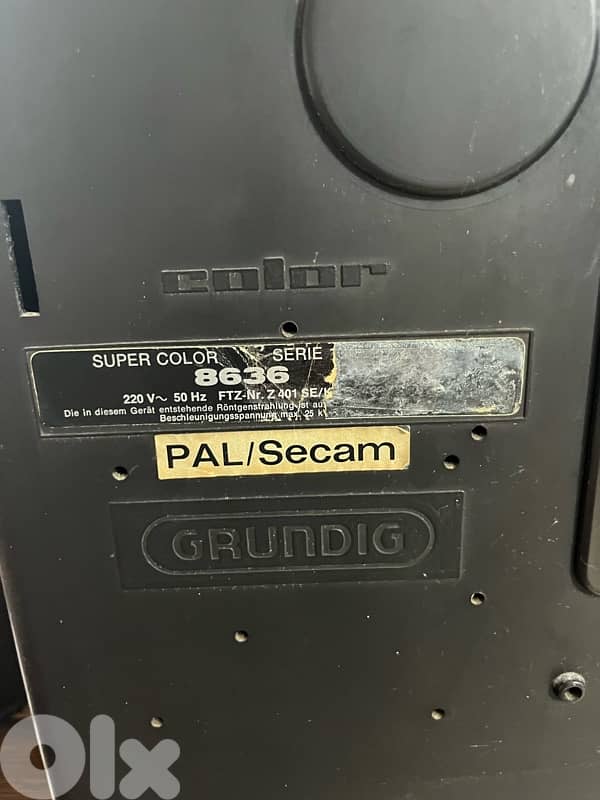 color
SUPER COLOR SERIE
8636
220 V~ 50 Hz FTZ-Nr. Z 401 SE/
Die in diesem Gerät entstehende Röntgenstrahlung ist
Beschleunigungsspannung max. 25
PAL/Secam
GRUNDIG
olx